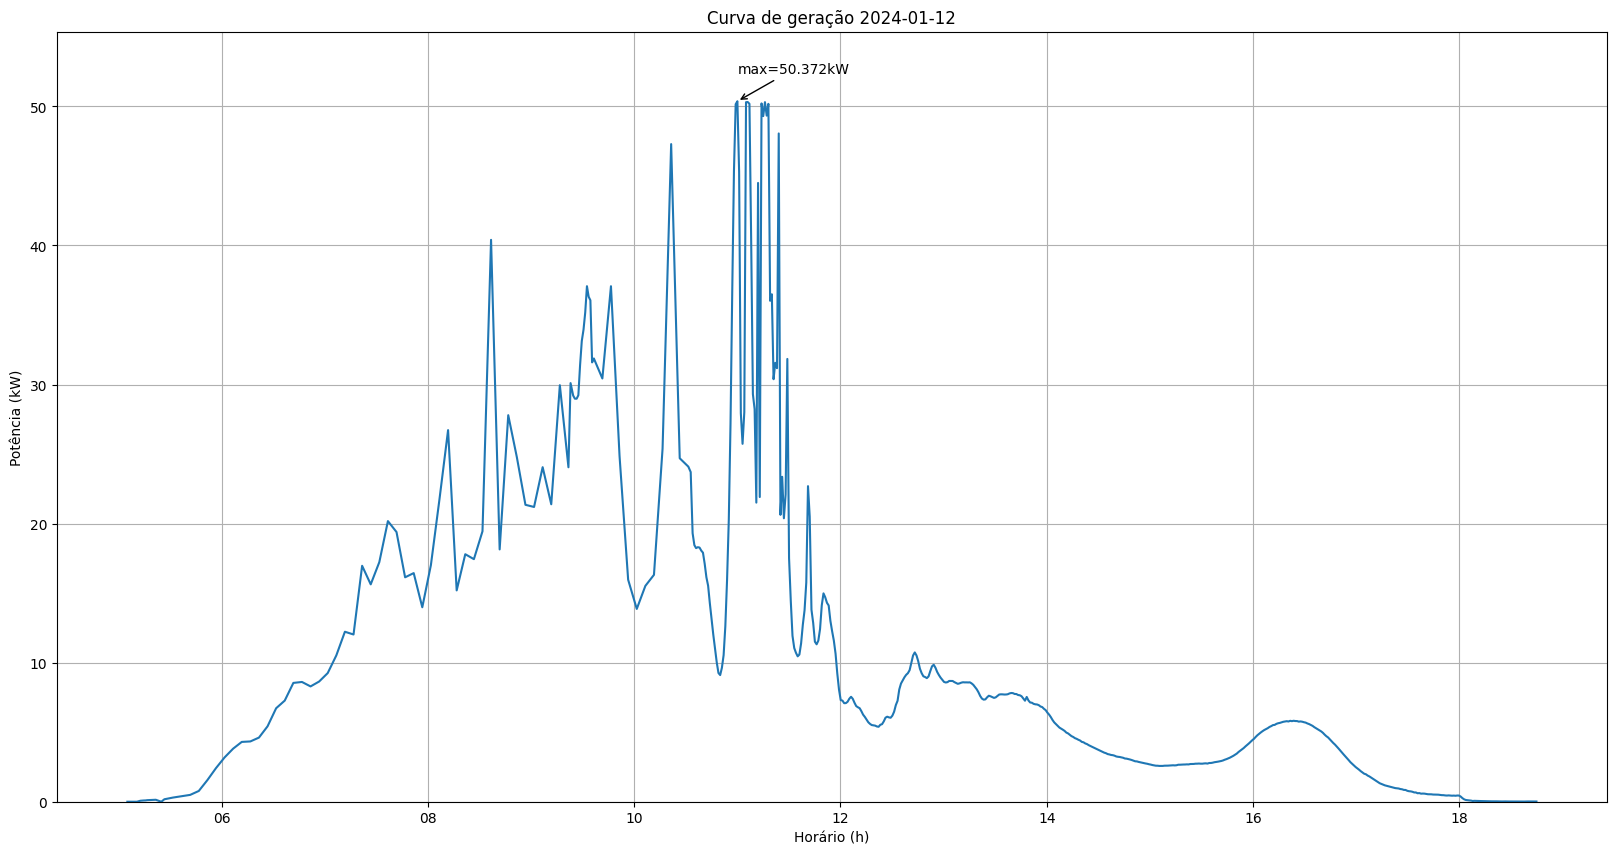 Curva de geração 2024-01-12
max=50.372kW
50
40
30
20
10
0
Potência (kW)
06 08 10 12 14 16 18
Horário (h)